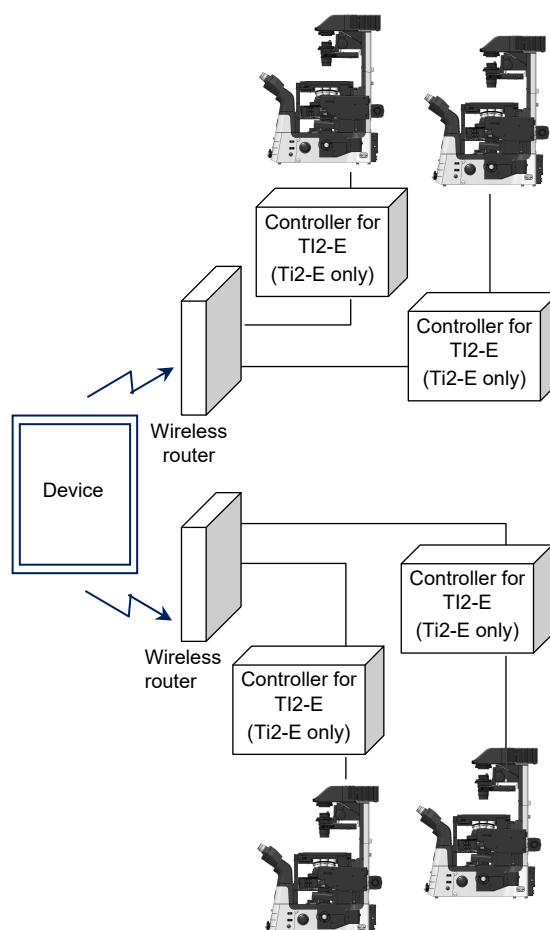 Controller for
TI2-E
(Ti2-E only)
Controller for
TI2-E
(Ti2-E only)
Wireless
router
Device
Controller for
TI2-E
(Ti2-E only)
Wireless
router
Controller for
TI2-E
(Ti2-E only)